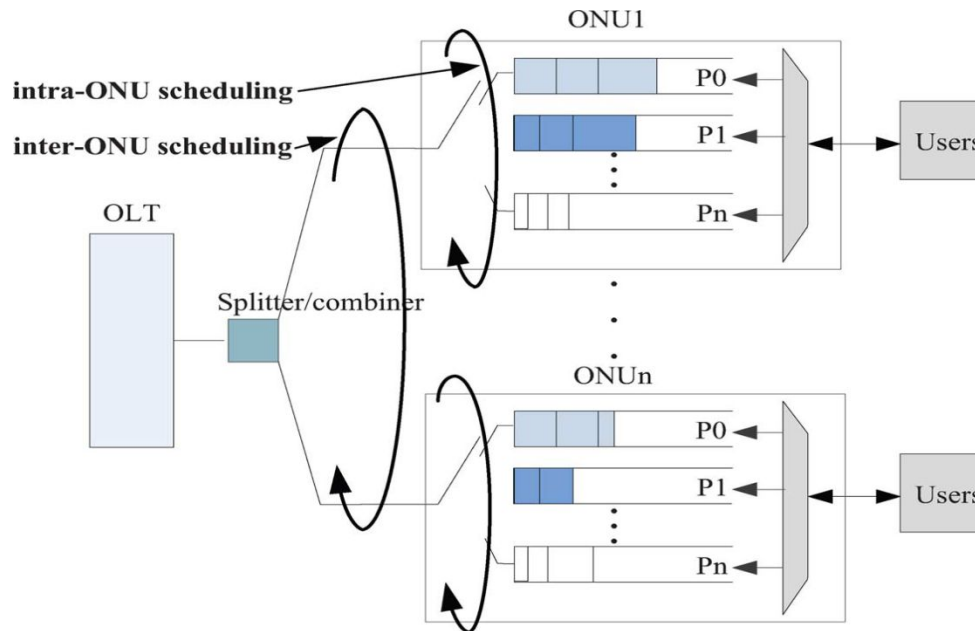 ONU1
intra-ONU scheduling
P0
inter-ONU scheduling
P1
Users
Pn
OLT
Splitter/combiner
ONUn
P0
P1
Users
Pn